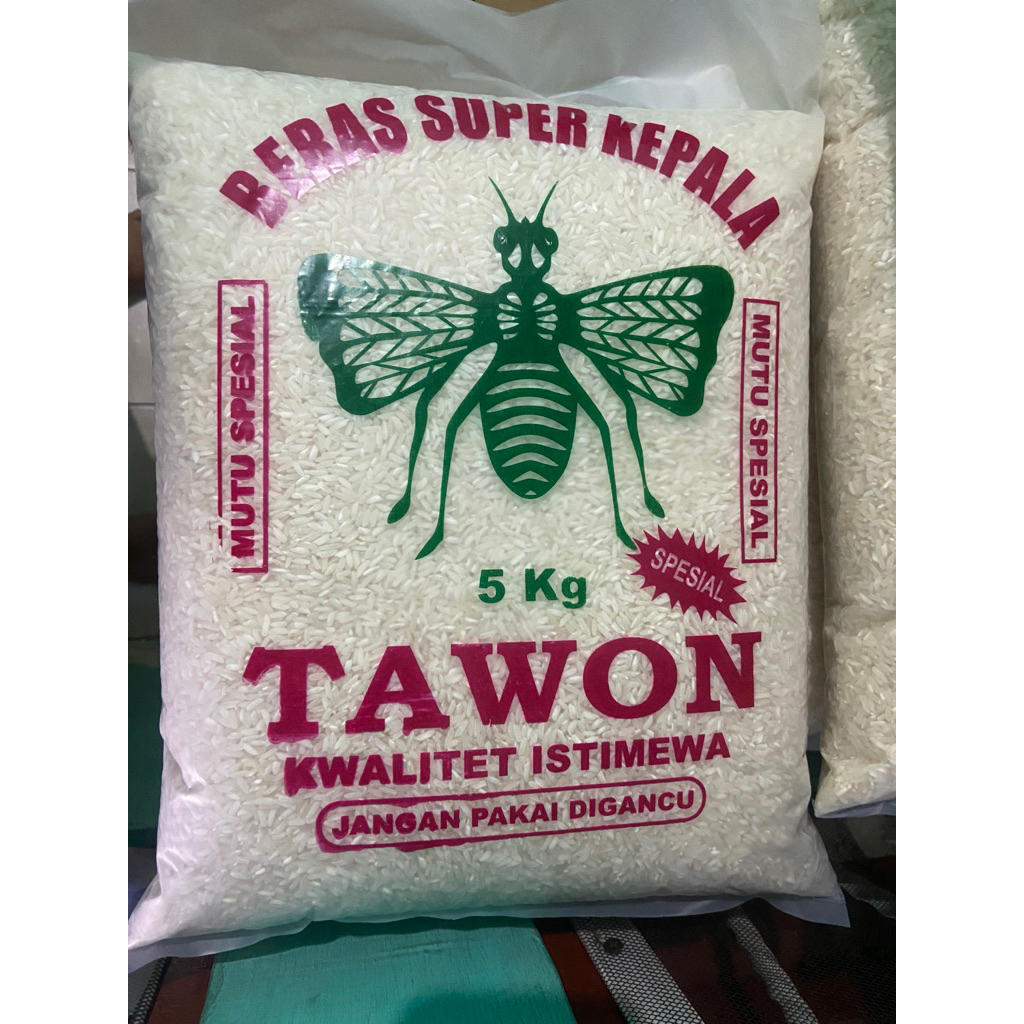 BERAS SUPER KEPALA
MUTU SPESIAL
MUTU SPESIAL
5 Kg
SPESIAL
TAWON
KWALITET ISTIMEWA
JANGAN PAKAI DIGANCU